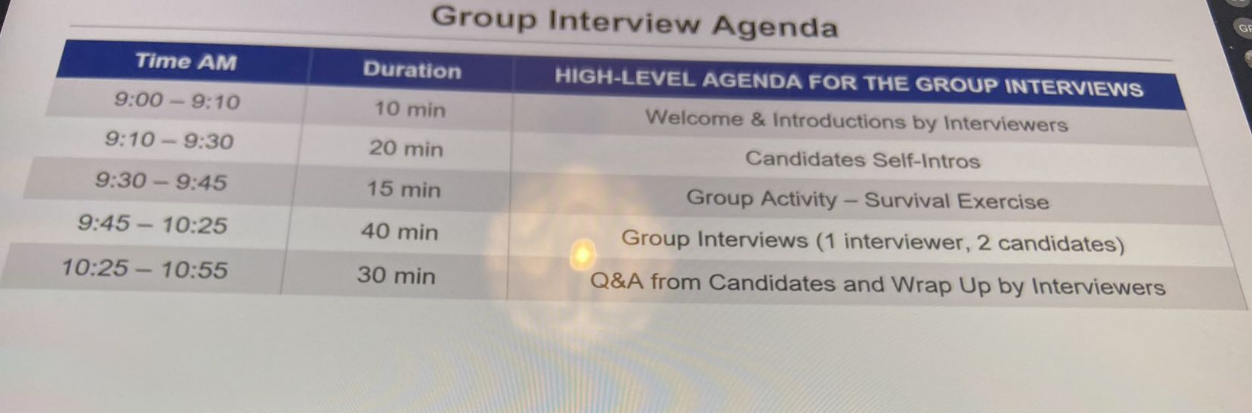 Group Interview Agenda
Time AM Duration HIGH-LEVEL AGENDA FOR THE GROUP INTERVIEWS
9:00 – 9:10 10 min Welcome & Introductions by Interviewers
9:10 – 9:30 20 min Candidates Self-Intros
9:30 – 9:45 15 min Group Activity – Survival Exercise
9:45 – 10:25 40 min Group Interviews (1 interviewer, 2 candidates)
10:25 – 10:55 30 min Q&A from Candidates and Wrap Up by Interviewers